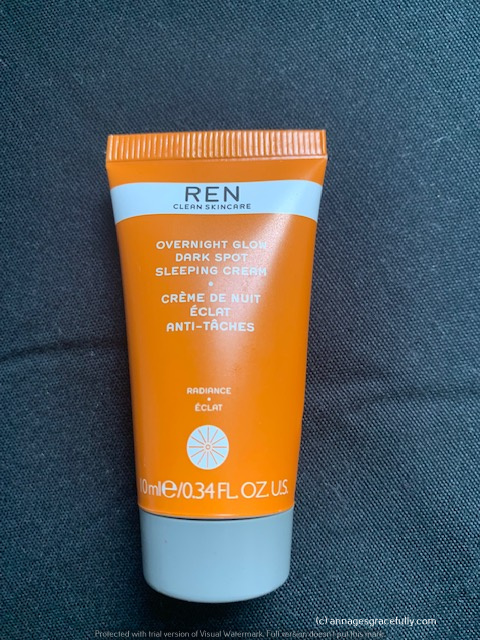 REN
CLEAN SKINCARE
OVERNIGHT GLOW
DARK SPOT
SLEEPING CREAM
•
CRÈME DE NUIT
ÉCLAT
ANTI-TÂCHES
RADIANCE
•
ÉCLAT
10 ml℮/0.34 FL. OZ. U.S.
(c) annagesgracefully.com
Protected with trial version of Visual Watermark. Full version doesn't put this mark.